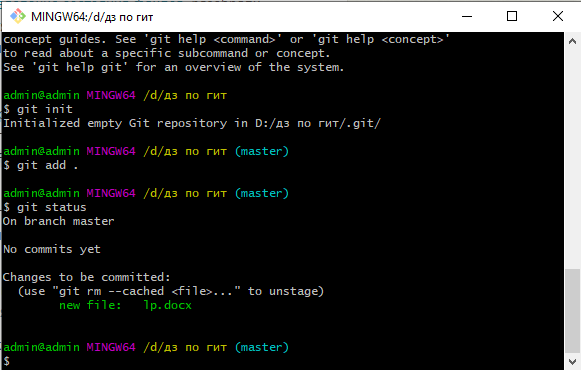 MINGW64:/d/дз по гит
concept guides. See 'git help <command>' or 'git help <concept>'
to read about a specific subcommand or concept.
See 'git help git' for an overview of the system.
admin@admin MINGW64 /d/дз по гит
$ git init
Initialized empty Git repository in D:/дз по гит/.git/
admin@admin MINGW64 /d/дз по гит (master)
$ git add .
admin@admin MINGW64 /d/дз по гит (master)
$ git status
On branch master
No commits yet
Changes to be committed:
  (use "git rm --cached <file>..." to unstage)
        new file:   lp.docx
admin@admin MINGW64 /d/дз по гит (master)
$